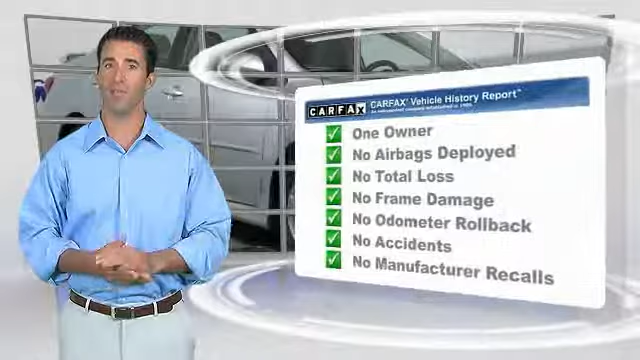 CARFAX
CARFAX® Vehicle History Report™
One Owner
No Airbags Deployed
No Total Loss
No Frame Damage
No Odometer Rollback
No Accidents
No Manufacturer Recalls